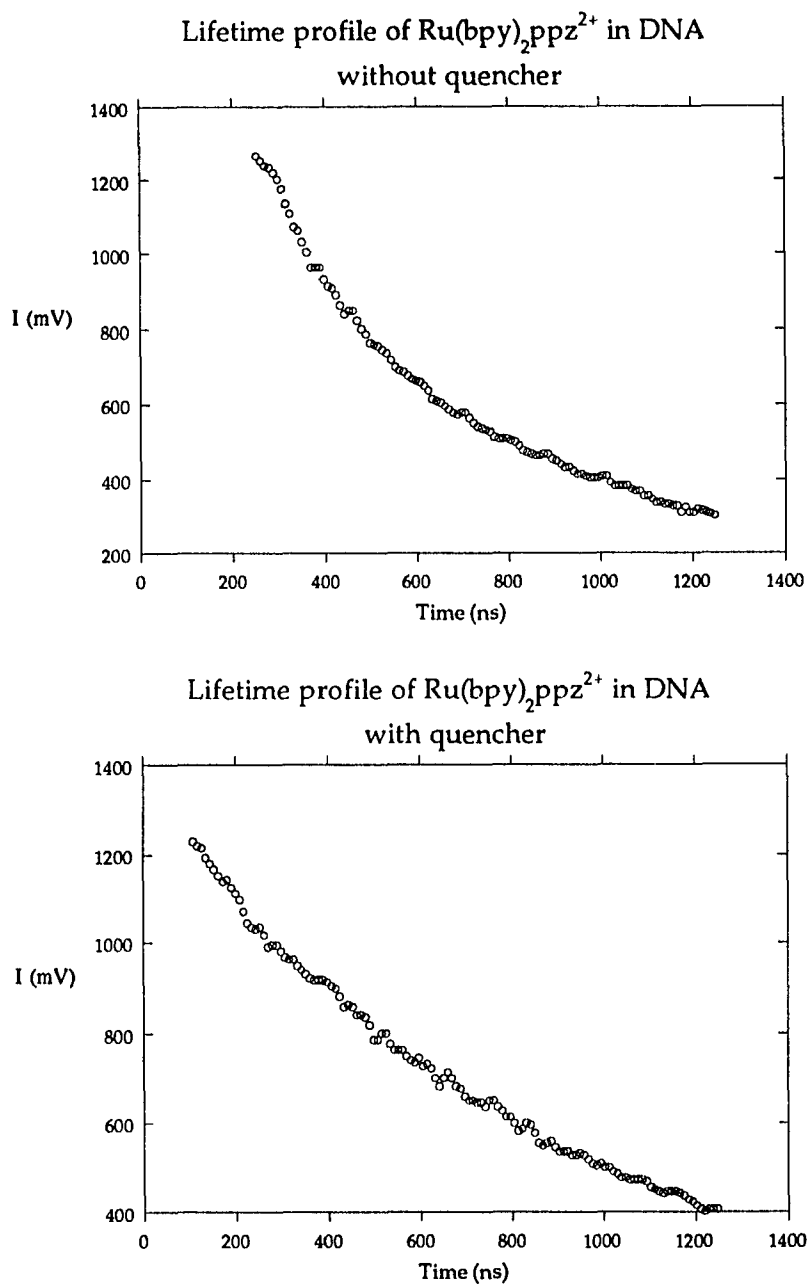 Lifetime profile of Ru(bpy)₂ppz²⁺ in DNA
without quencher
1400
1200
1000
I (mV)
800
600
400
200
0 200 400 600 800 1000 1200 1400
Time (ns)
Lifetime profile of Ru(bpy)₂ppz²⁺ in DNA
with quencher
1400
1200
1000
I (mV)
800
600
400
0 200 400 600 800 1000 1200 1400
Time (ns)